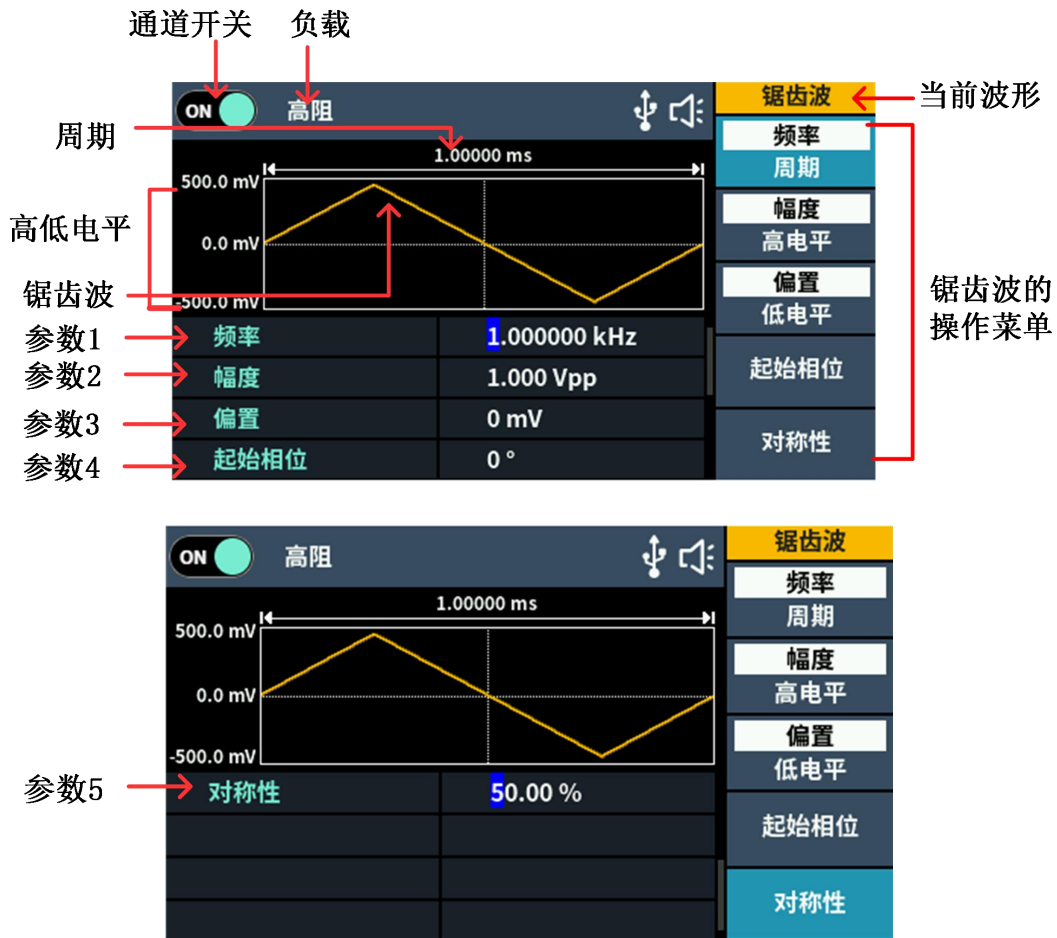 通道开关 负载
ON 高阻 锯齿波 当前波形
周期 1.00000 ms 频率
周期
500.0 mV
高低电平 0.0 mV 幅度
高电平
锯齿波 -500.0 mV 偏置
低电平 锯齿波的
操作菜单
参数1 频率 1.000000 kHz
参数2 幅度 1.000 Vpp 起始相位
参数3 偏置 0 mV
参数4 起始相位 0 ° 对称性
ON 高阻 锯齿波
1.00000 ms 频率
周期
500.0 mV
0.0 mV 幅度
高电平
-500.0 mV 偏置
低电平
参数5 对称性 50.00 %
起始相位
对称性